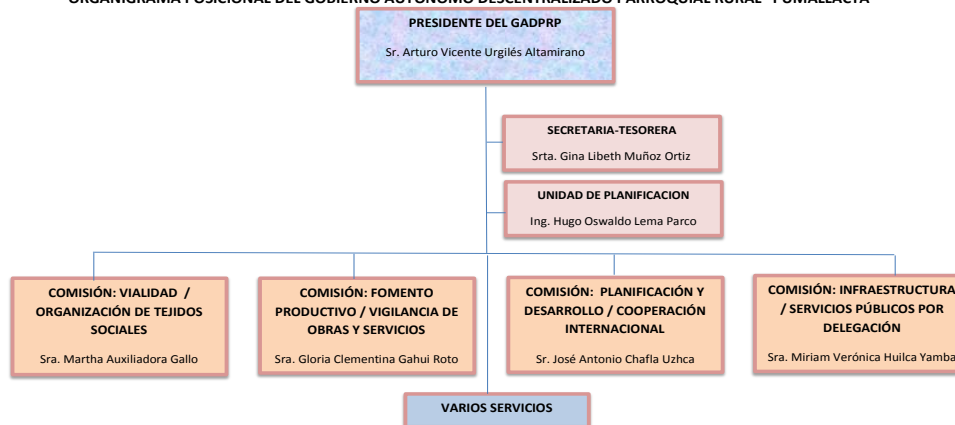 ORGANIGRAMA POSICIONAL DEL GOBIERNO AUTÓNOMO DESCENTRALIZADO PARROQUIAL RURAL "PUMALLACTA"
PRESIDENTE DEL GADPRP
Sr. Arturo Vicente Urgilés Altamirano
SECRETARIA-TESORERA
Srta. Gina Libeth Muñoz Ortiz
UNIDAD DE PLANIFICACION
Ing. Hugo Oswaldo Lema Parco
COMISIÓN: VIALIDAD /
ORGANIZACIÓN DE TEJIDOS
SOCIALES
Sra. Martha Auxiliadora Gallo
COMISIÓN: FOMENTO
PRODUCTIVO / VIGILANCIA DE
OBRAS Y SERVICIOS
Sra. Gloria Clementina Gahui Roto
COMISIÓN: PLANIFICACIÓN Y
DESARROLLO / COOPERACIÓN
INTERNACIONAL
Sr. José Antonio Chafla Uzhca
COMISIÓN: INFRAESTRUCTURA
/ SERVICIOS PÚBLICOS POR
DELEGACIÓN
Sra. Miriam Verónica Huilca Yamba
VARIOS SERVICIOS